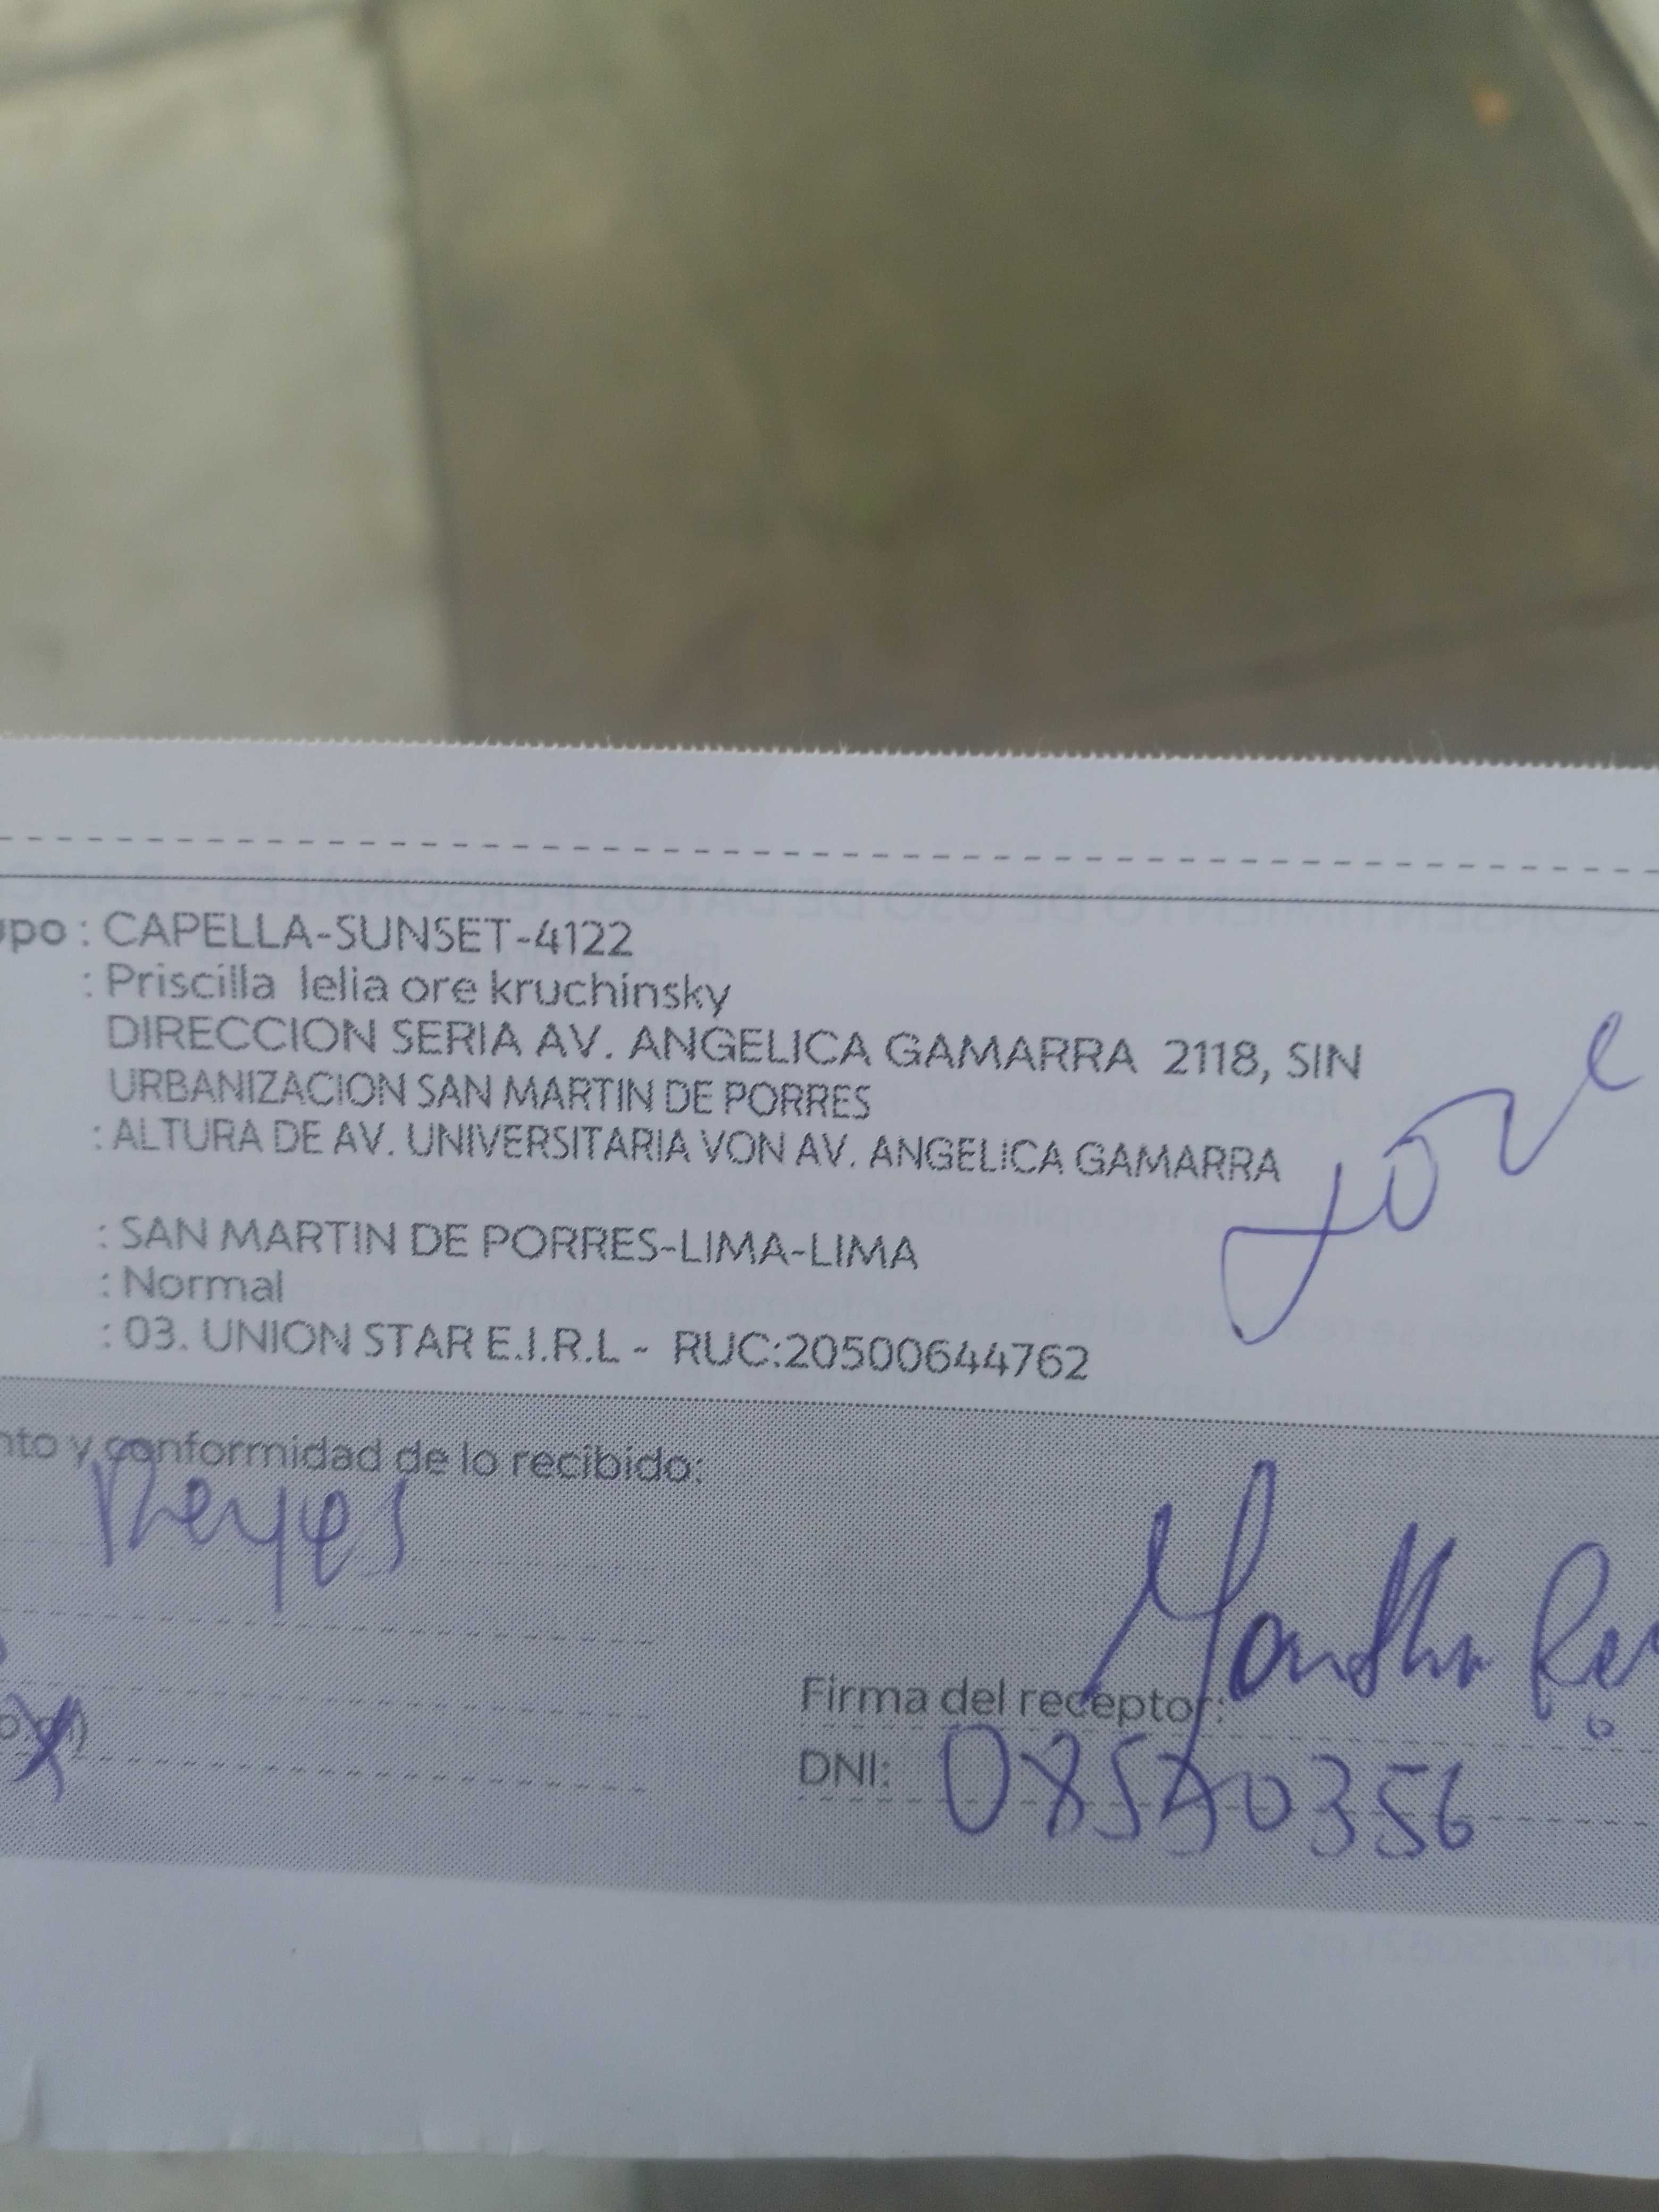 upo : CAPELLA-SUNSET-4122
: Priscilla lelia ore kruchinsky
DIRECCION SERIA AV. ANGELICA GAMARRA 2118, SIN
URBANIZACION SAN MARTIN DE PORRES
: ALTURA DE AV. UNIVERSITARIA VON AV. ANGELICA GAMARRA
: SAN MARTIN DE PORRES-LIMA-LIMA
: Normal
: 03. UNION STAR E.I.R.L - RUC:20500644762
nto y conformidad de lo recibido:
Reyes
Firma del receptor:
DNI: